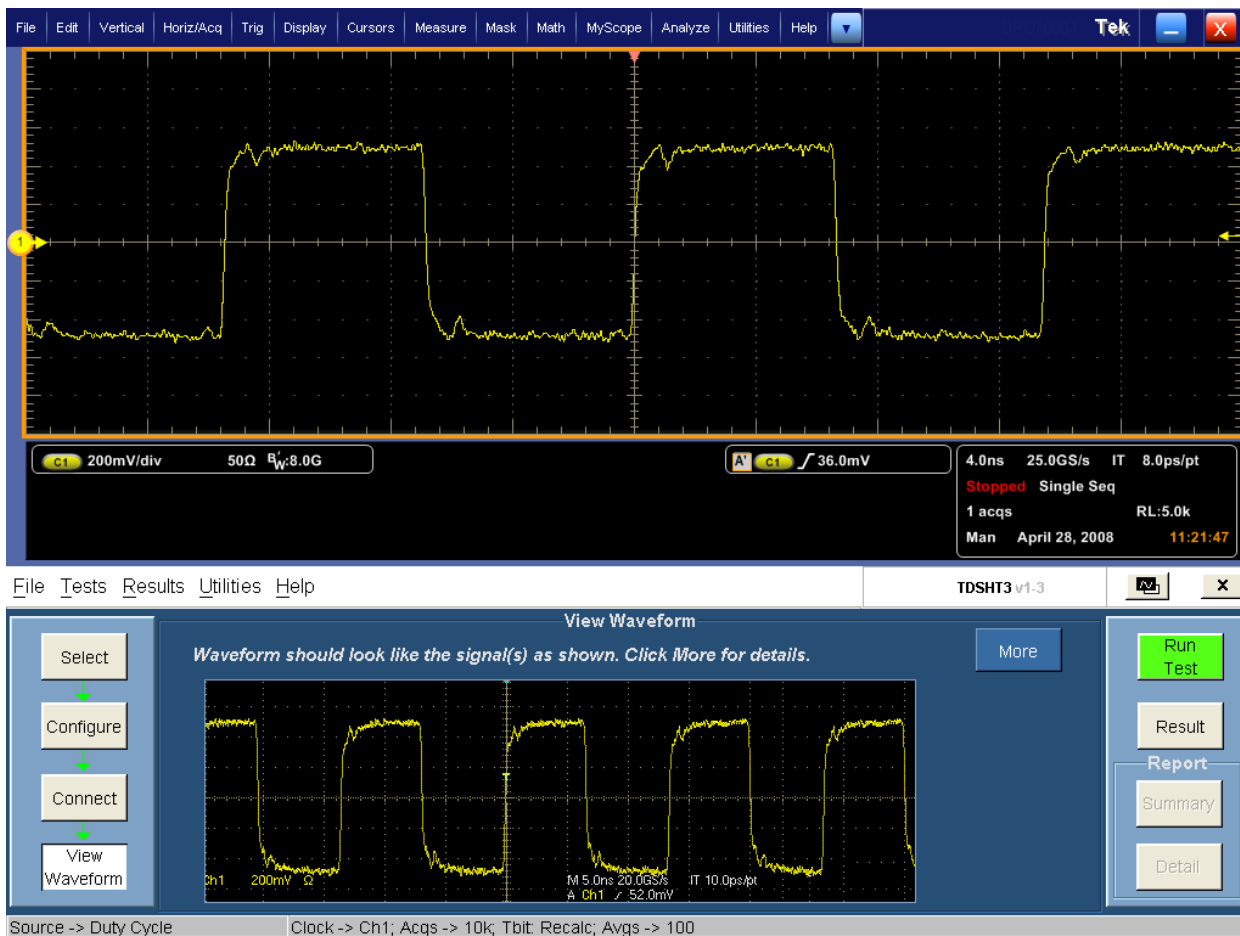 File Edit Vertical Horiz/Acq Trig Display Cursors Measure Mask Math MyScope Analyze Utilities Help Tek X
1
C1 200mV/div 50Ω BW:8.0G
A' C1 36.0mV
4.0ns 25.0GS/s IT 8.0ps/pt
Stopped Single Seq
1 acqs RL:5.0k
Man April 28, 2008 11:21:47
File Tests Results Utilities Help TDSHT3 v1-3 x
View Waveform
Waveform should look like the signal(s) as shown. Click More for details.
More
Select
Configure
Connect
View
Waveform
Ch1 200mV Ω
M 5.0ns 20.0GS/s IT 10.0ps/pt
A Ch1 52.0mV
Run
Test
Result
Report
Summary
Detail
Source -> Duty Cycle Clock -> Ch1; Acqs -> 10k; Tbit: Recalc; Avgs -> 100